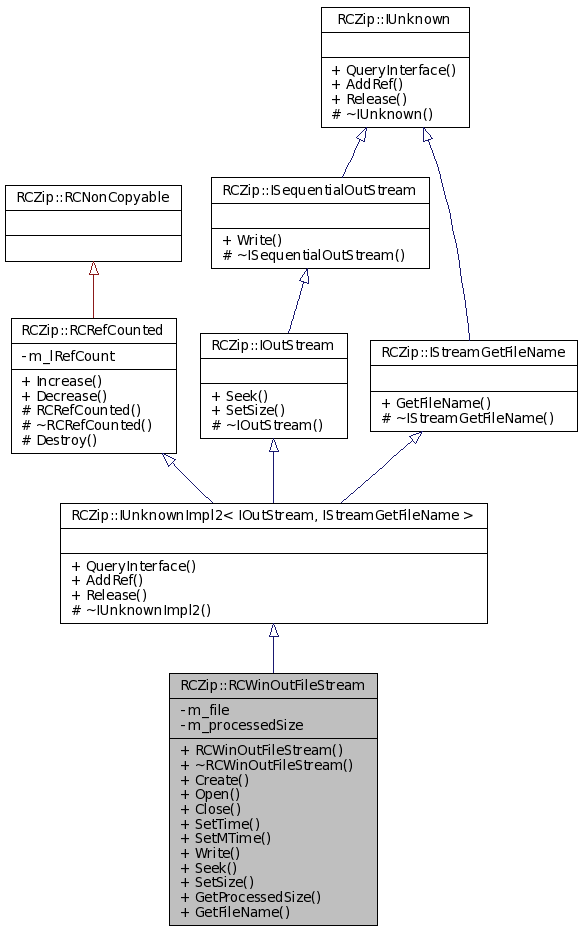 RCZip::IUnknown
+ QueryInterface()
+ AddRef()
+ Release()
# ~IUnknown()
RCZip::RCNonCopyable
RCZip::ISequentialOutStream
+ Write()
# ~ISequentialOutStream()
RCZip::RCRefCounted
- m_lRefCount
+ Increase()
+ Decrease()
# RCRefCounted()
# ~RCRefCounted()
# Destroy()
RCZip::IOutStream
+ Seek()
+ SetSize()
# ~IOutStream()
RCZip::IStreamGetFileName
+ GetFileName()
# ~IStreamGetFileName()
RCZip::IUnknownImpl2< IOutStream, IStreamGetFileName >
+ QueryInterface()
+ AddRef()
+ Release()
# ~IUnknownImpl2()
RCZip::RCWinOutFileStream
- m_file
- m_processedSize
+ RCWinOutFileStream()
+ ~RCWinOutFileStream()
+ Create()
+ Open()
+ Close()
+ SetTime()
+ SetMTime()
+ Write()
+ Seek()
+ SetSize()
+ GetProcessedSize()
+ GetFileName()